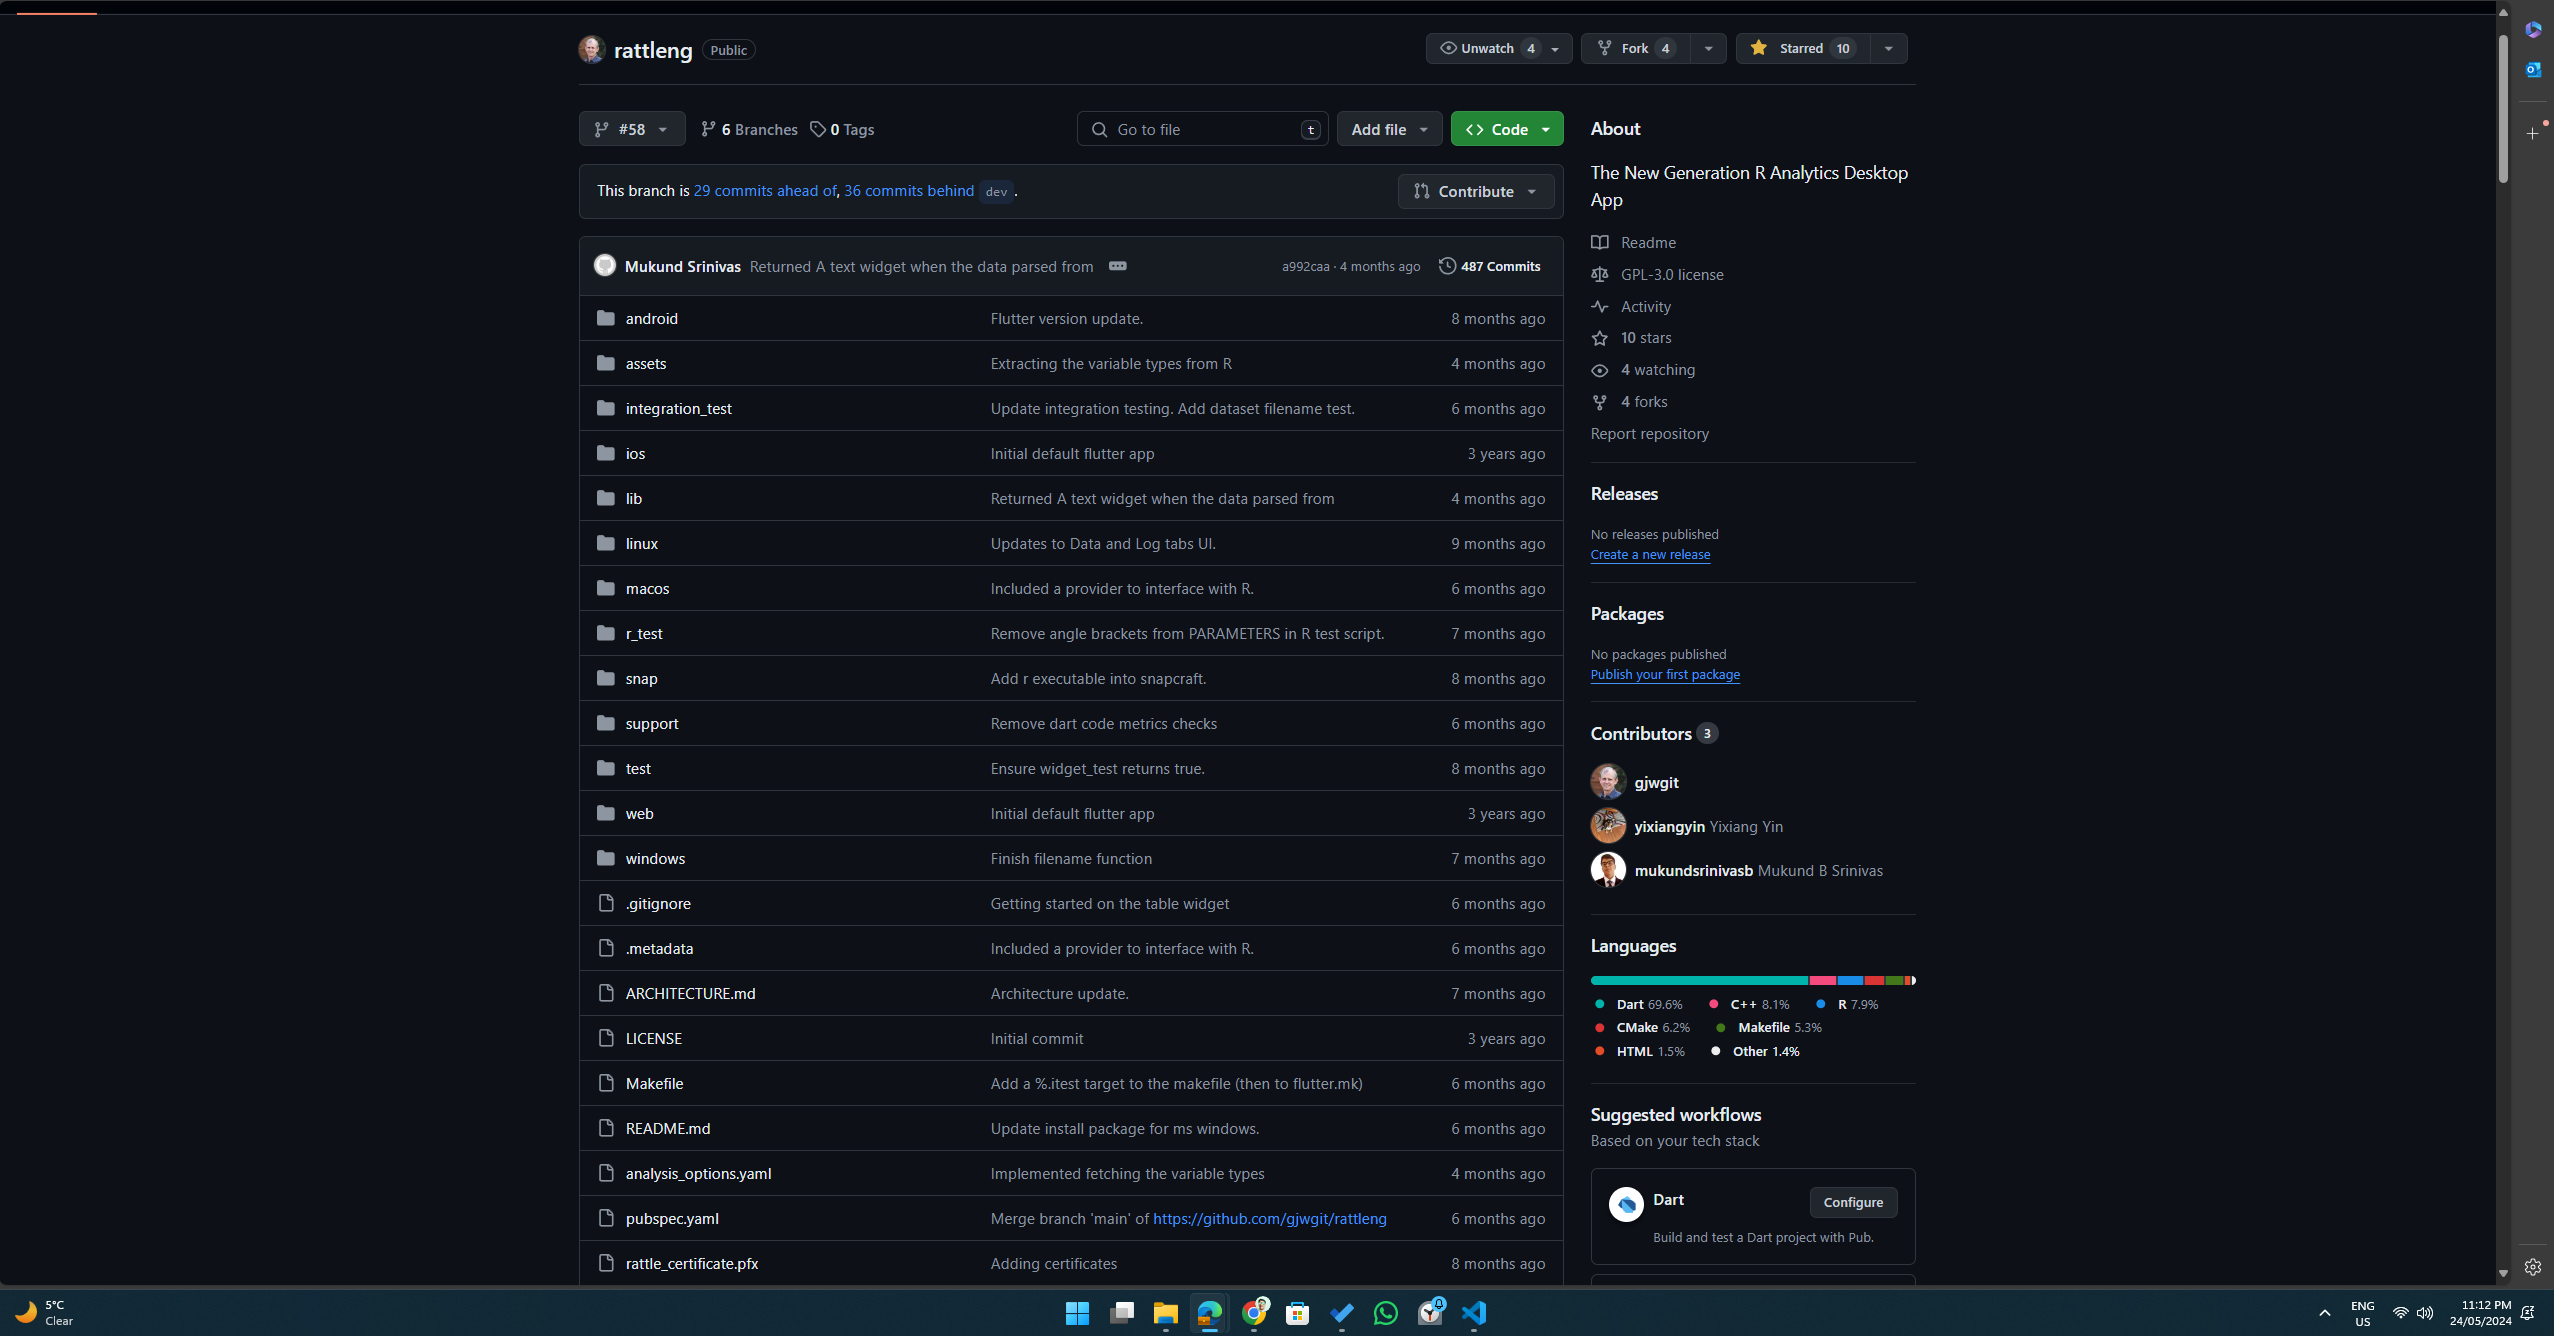 rattleng Public
Unwatch 4
Fork 4
Starred 10
#58
6 Branches
0 Tags
Go to file
t
Add file
Code
This branch is 29 commits ahead of, 36 commits behind dev .
Contribute
Mukund Srinivas Returned A text widget when the data parsed from
a992caa · 4 months ago
487 Commits
android Flutter version update. 8 months ago
assets Extracting the variable types from R 4 months ago
integration_test Update integration testing. Add dataset filename test. 6 months ago
ios Initial default flutter app 3 years ago
lib Returned A text widget when the data parsed from 4 months ago
linux Updates to Data and Log tabs UI. 9 months ago
macos Included a provider to interface with R. 6 months ago
r_test Remove angle brackets from PARAMETERS in R test script. 7 months ago
snap Add r executable into snapcraft. 8 months ago
support Remove dart code metrics checks 6 months ago
test Ensure widget_test returns true. 8 months ago
web Initial default flutter app 3 years ago
windows Finish filename function 7 months ago
.gitignore Getting started on the table widget 6 months ago
.metadata Included a provider to interface with R. 6 months ago
ARCHITECTURE.md Architecture update. 7 months ago
LICENSE Initial commit 3 years ago
Makefile Add a %.itest target to the makefile (then to flutter.mk) 6 months ago
README.md Update install package for ms windows. 6 months ago
analysis_options.yaml Implemented fetching the variable types 4 months ago
pubspec.yaml Merge branch 'main' of https://github.com/gjwgit/rattleng 6 months ago
rattle_certificate.pfx Adding certificates 8 months ago
About
The New Generation R Analytics Desktop
App
Readme
GPL-3.0 license
Activity
10 stars
4 watching
4 forks
Report repository
Releases
No releases published
Create a new release
Packages
No packages published
Publish your first package
Contributors 3
gjwgit
yixiangyin Yixiang Yin
mukundsrinivasb Mukund B Srinivas
Languages
Dart 69.6% C++ 8.1% R 7.9%
CMake 6.2% Makefile 5.3%
HTML 1.5% Other 1.4%
Suggested workflows
Based on your tech stack
Dart
Configure
Build and test a Dart project with Pub.
5°C
Clear
ENG
US
11:12 PM
24/05/2024